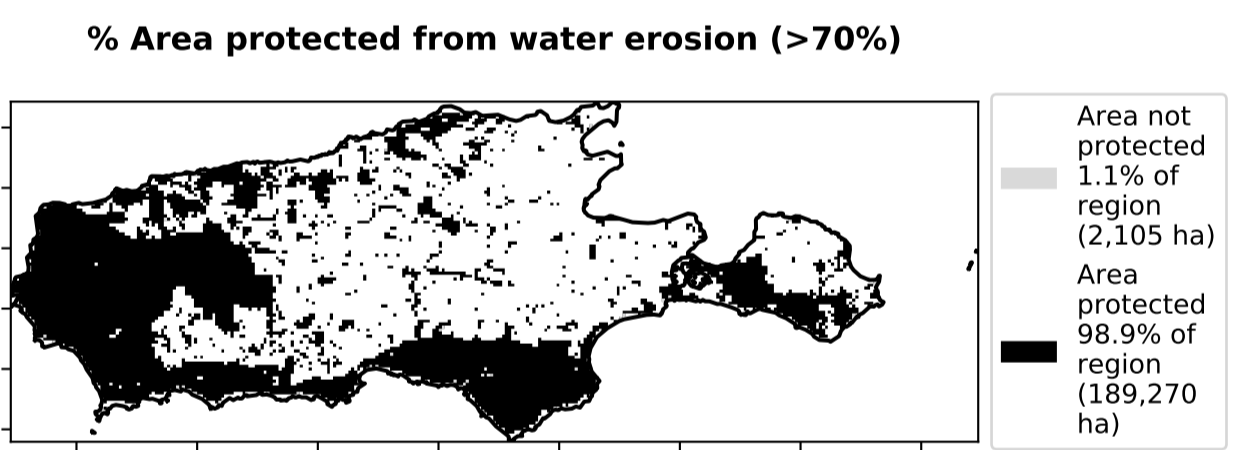 % Area protected from water erosion (>70%)
Area not
protected
1.1% of
region
(2,105 ha)
Area
protected
98.9% of
region
(189,270
ha)